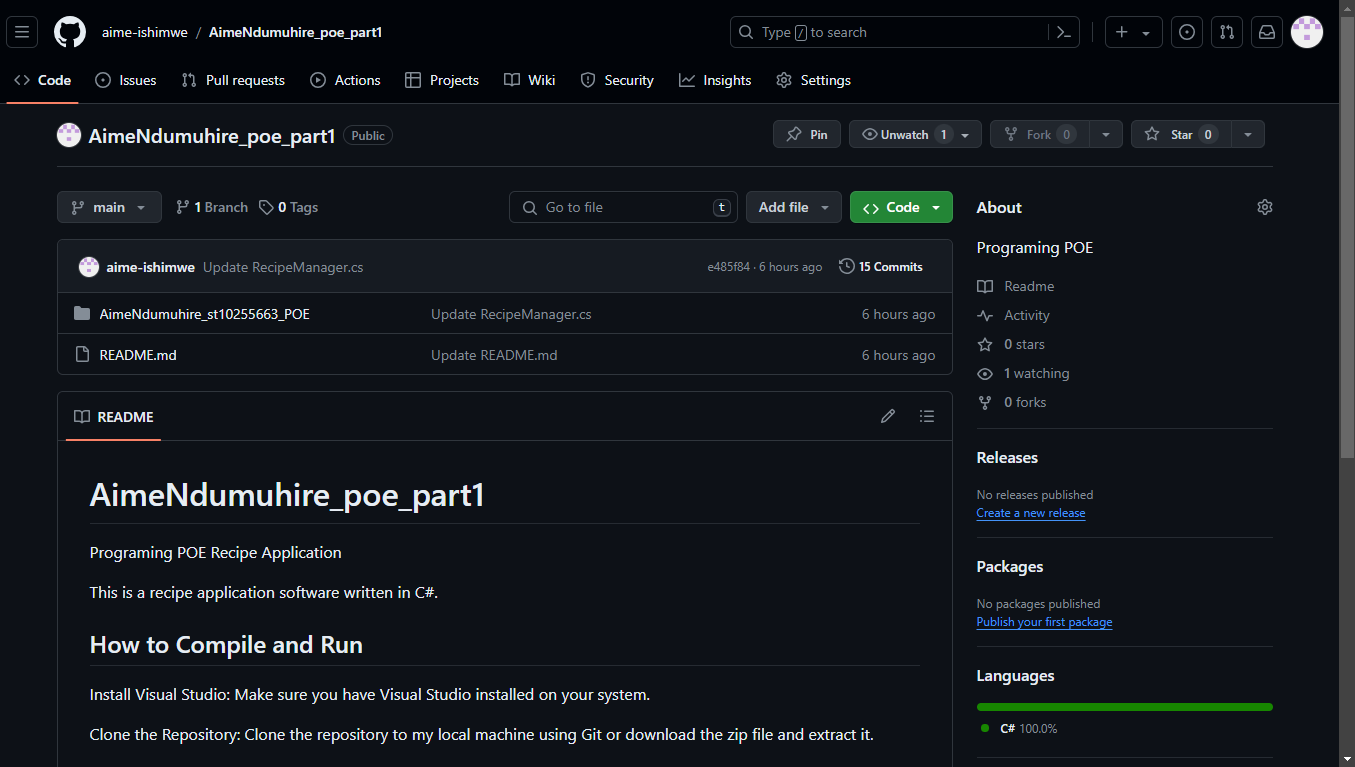 aime-ishimwe / AimeNdumuhire_poe_part1
Type / to search
Code Issues Pull requests Actions Projects Wiki Security Insights Settings
AimeNdumuhire_poe_part1 Public
Pin Unwatch 1 Fork 0 Star 0
main 1 Branch 0 Tags
Go to file t Add file Code
aime-ishimwe Update RecipeManager.cs e485f84 · 6 hours ago 15 Commits
AimeNdumuhire_st10255663_POE Update RecipeManager.cs 6 hours ago
README.md Update README.md 6 hours ago
README
AimeNdumuhire_poe_part1
Programing POE Recipe Application
This is a recipe application software written in C#.
How to Compile and Run
Install Visual Studio: Make sure you have Visual Studio installed on your system.
Clone the Repository: Clone the repository to my local machine using Git or download the zip file and extract it.
About
Programing POE
Readme
Activity
0 stars
1 watching
0 forks
Releases
No releases published
Create a new release
Packages
No packages published
Publish your first package
Languages
C# 100.0%